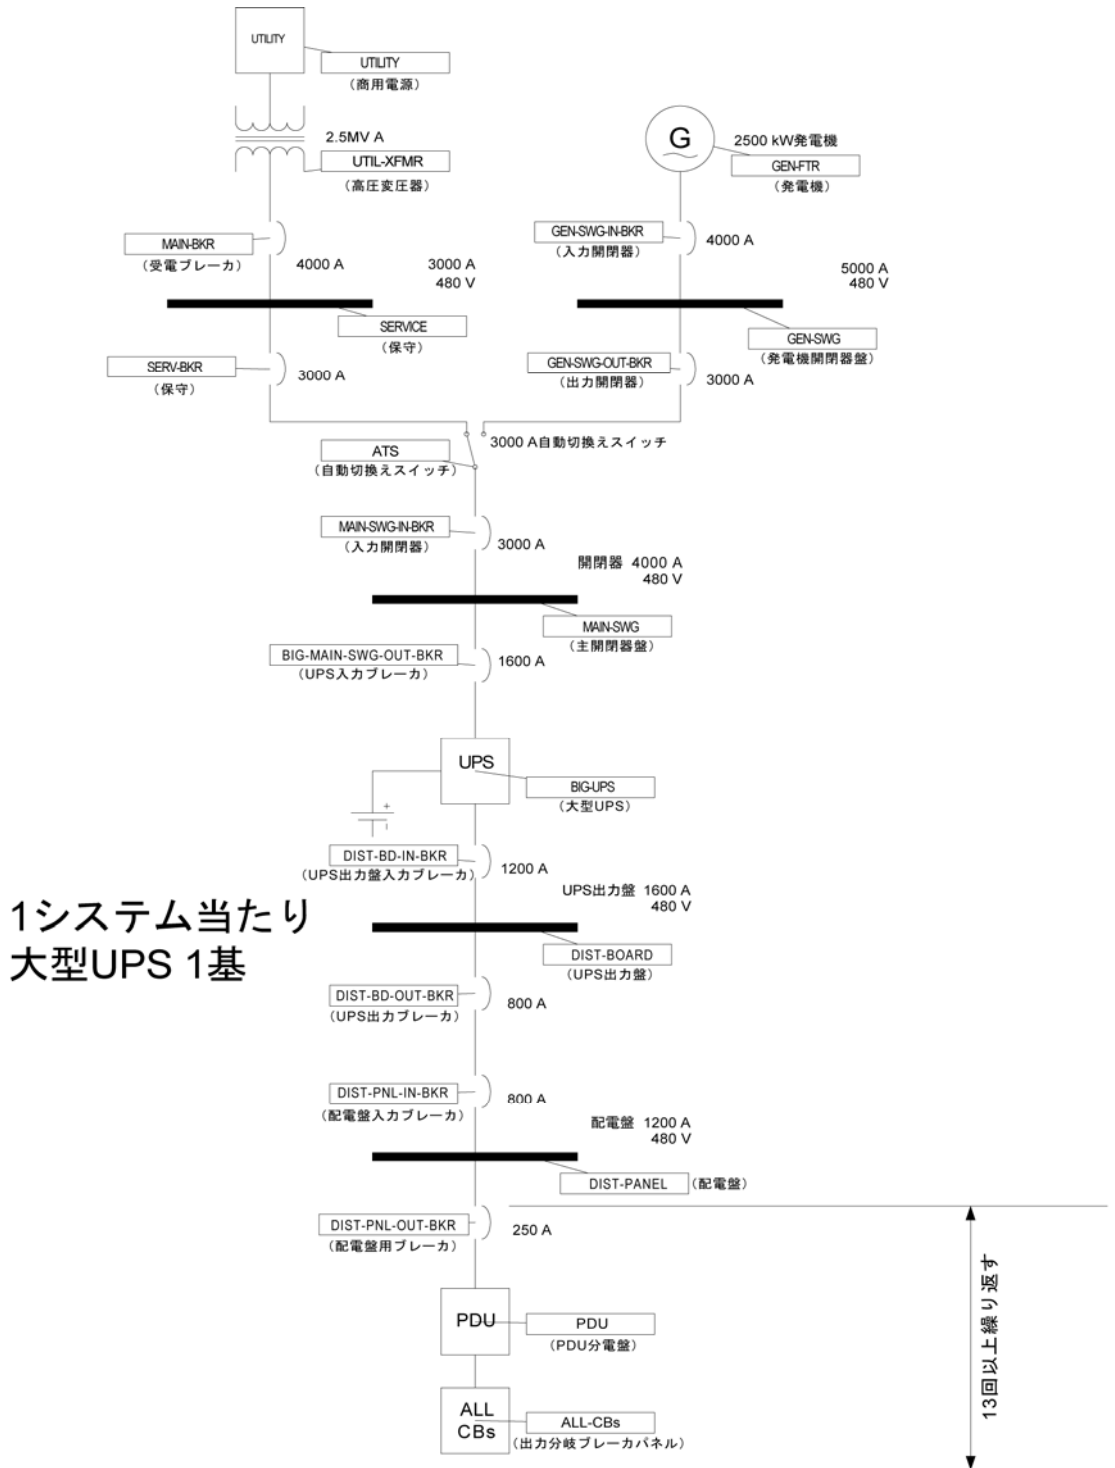 UTILITY
UTILITY
（商用電源）
2.5MV A
UTIL-XFMR
（高圧変圧器）
G
2500 kW発電機
GEN-FTR
（発電機）
MAIN-BKR
（受電ブレーカ）
4000 A
3000 A
480 V
GEN-SWG-IN-BKR
（入力開閉器）
4000 A
5000 A
480 V
SERVICE
（保守）
GEN-SWG
（発電機開閉器盤）
SERV-BKR
（保守）
3000 A
GEN-SWG-OUT-BKR
（出力開閉器）
3000 A
3000 A自動切換えスイッチ
ATS
（自動切換えスイッチ）
MAIN-SWG-IN-BKR
（入力開閉器）
3000 A
開閉器 4000 A
480 V
MAIN-SWG
（主開閉器盤）
BIG-MAIN-SWG-OUT-BKR
（UPS入力ブレーカ）
1600 A
UPS
BIG-UPS
（大型UPS）
+
-
DIST-BD-IN-BKR
（UPS出力盤入力ブレーカ）
1200 A
UPS出力盤 1600 A
480 V
1システム当たり
大型UPS 1基
DIST-BOARD
（UPS出力盤）
DIST-BD-OUT-BKR
（UPS出力ブレーカ）
800 A
DIST-PNL-IN-BKR
（配電盤入力ブレーカ）
800 A
配電盤 1200 A
480 V
DIST-PANEL
（配電盤）
DIST-PNL-OUT-BKR
（配電盤用ブレーカ）
250 A
13回以上繰り返す
PDU
PDU
（PDU分電盤）
ALL
CBs
ALL-CBs
（出力分岐ブレーカパネル）